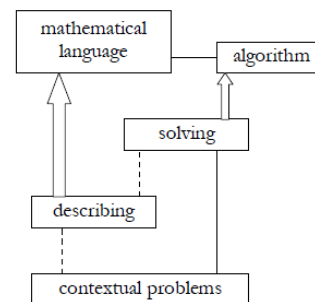 mathematical
language
algorithm
solving
describing
contextual problems